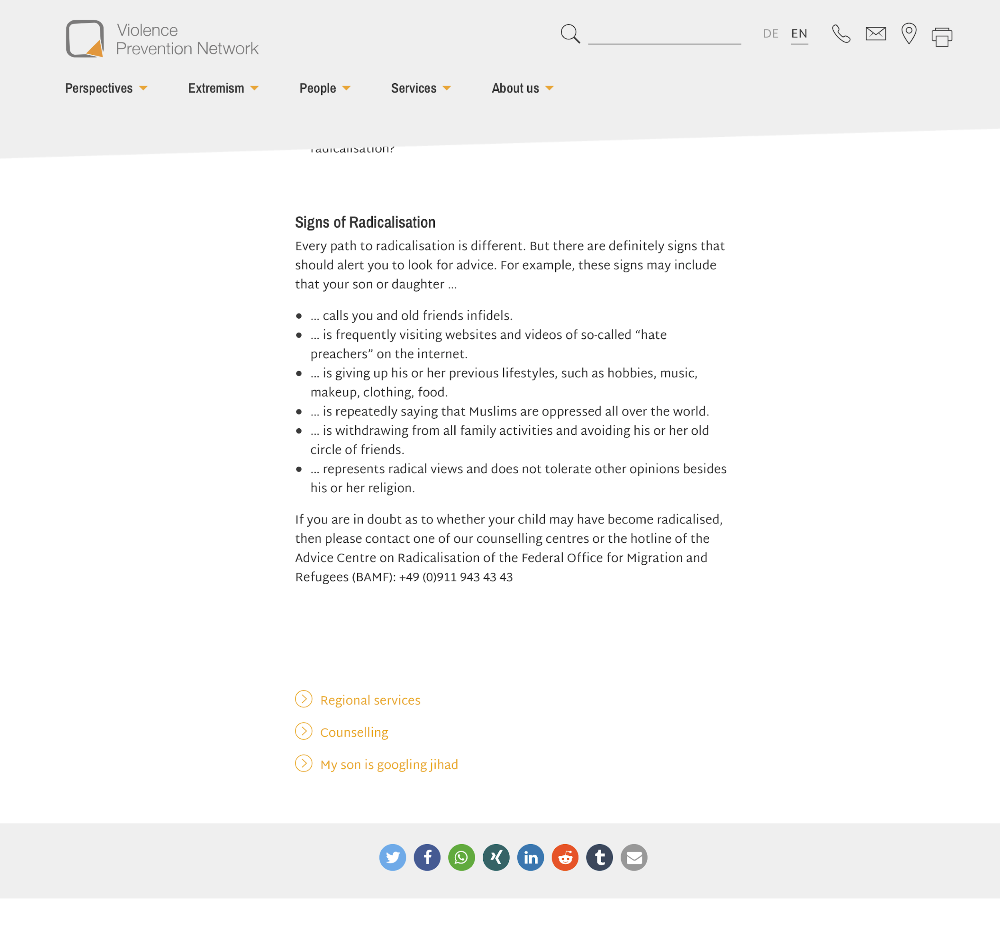 Violence
Prevention Network
DE EN
Perspectives Extremism People Services About us
radicalisation?
Signs of Radicalisation
Every path to radicalisation is different. But there are definitely signs that
should alert you to look for advice. For example, these signs may include
that your son or daughter …
• … calls you and old friends infidels.
• … is frequently visiting websites and videos of so-called “hate
preachers” on the internet.
• … is giving up his or her previous lifestyles, such as hobbies, music,
makeup, clothing, food.
• … is repeatedly saying that Muslims are oppressed all over the world.
• … is withdrawing from all family activities and avoiding his or her old
circle of friends.
• … represents radical views and does not tolerate other opinions besides
his or her religion.
If you are in doubt as to whether your child may have become radicalised,
then please contact one of our counselling centres or the hotline of the
Advice Centre on Radicalisation of the Federal Office for Migration and
Refugees (BAMF): +49 (0)911 943 43 43
Regional services
Counselling
My son is googling jihad